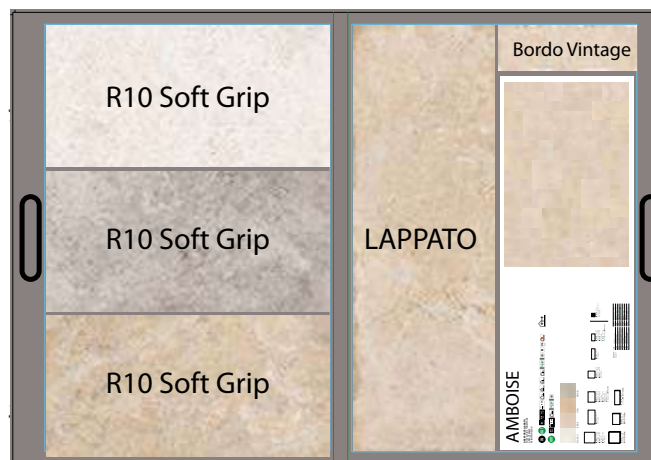 R10 Soft Grip
R10 Soft Grip
R10 Soft Grip
LAPPATO
Bordo Vintage
AMBOISE